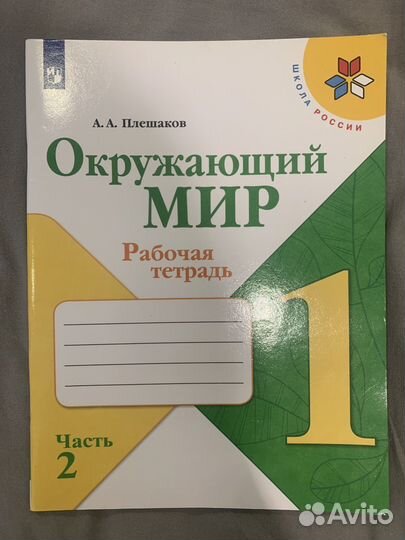 ШКОЛА РОССИИ
А. А. Плешаков
Окружающий
МИР
Рабочая
тетрадь
1
Часть
2
Avito